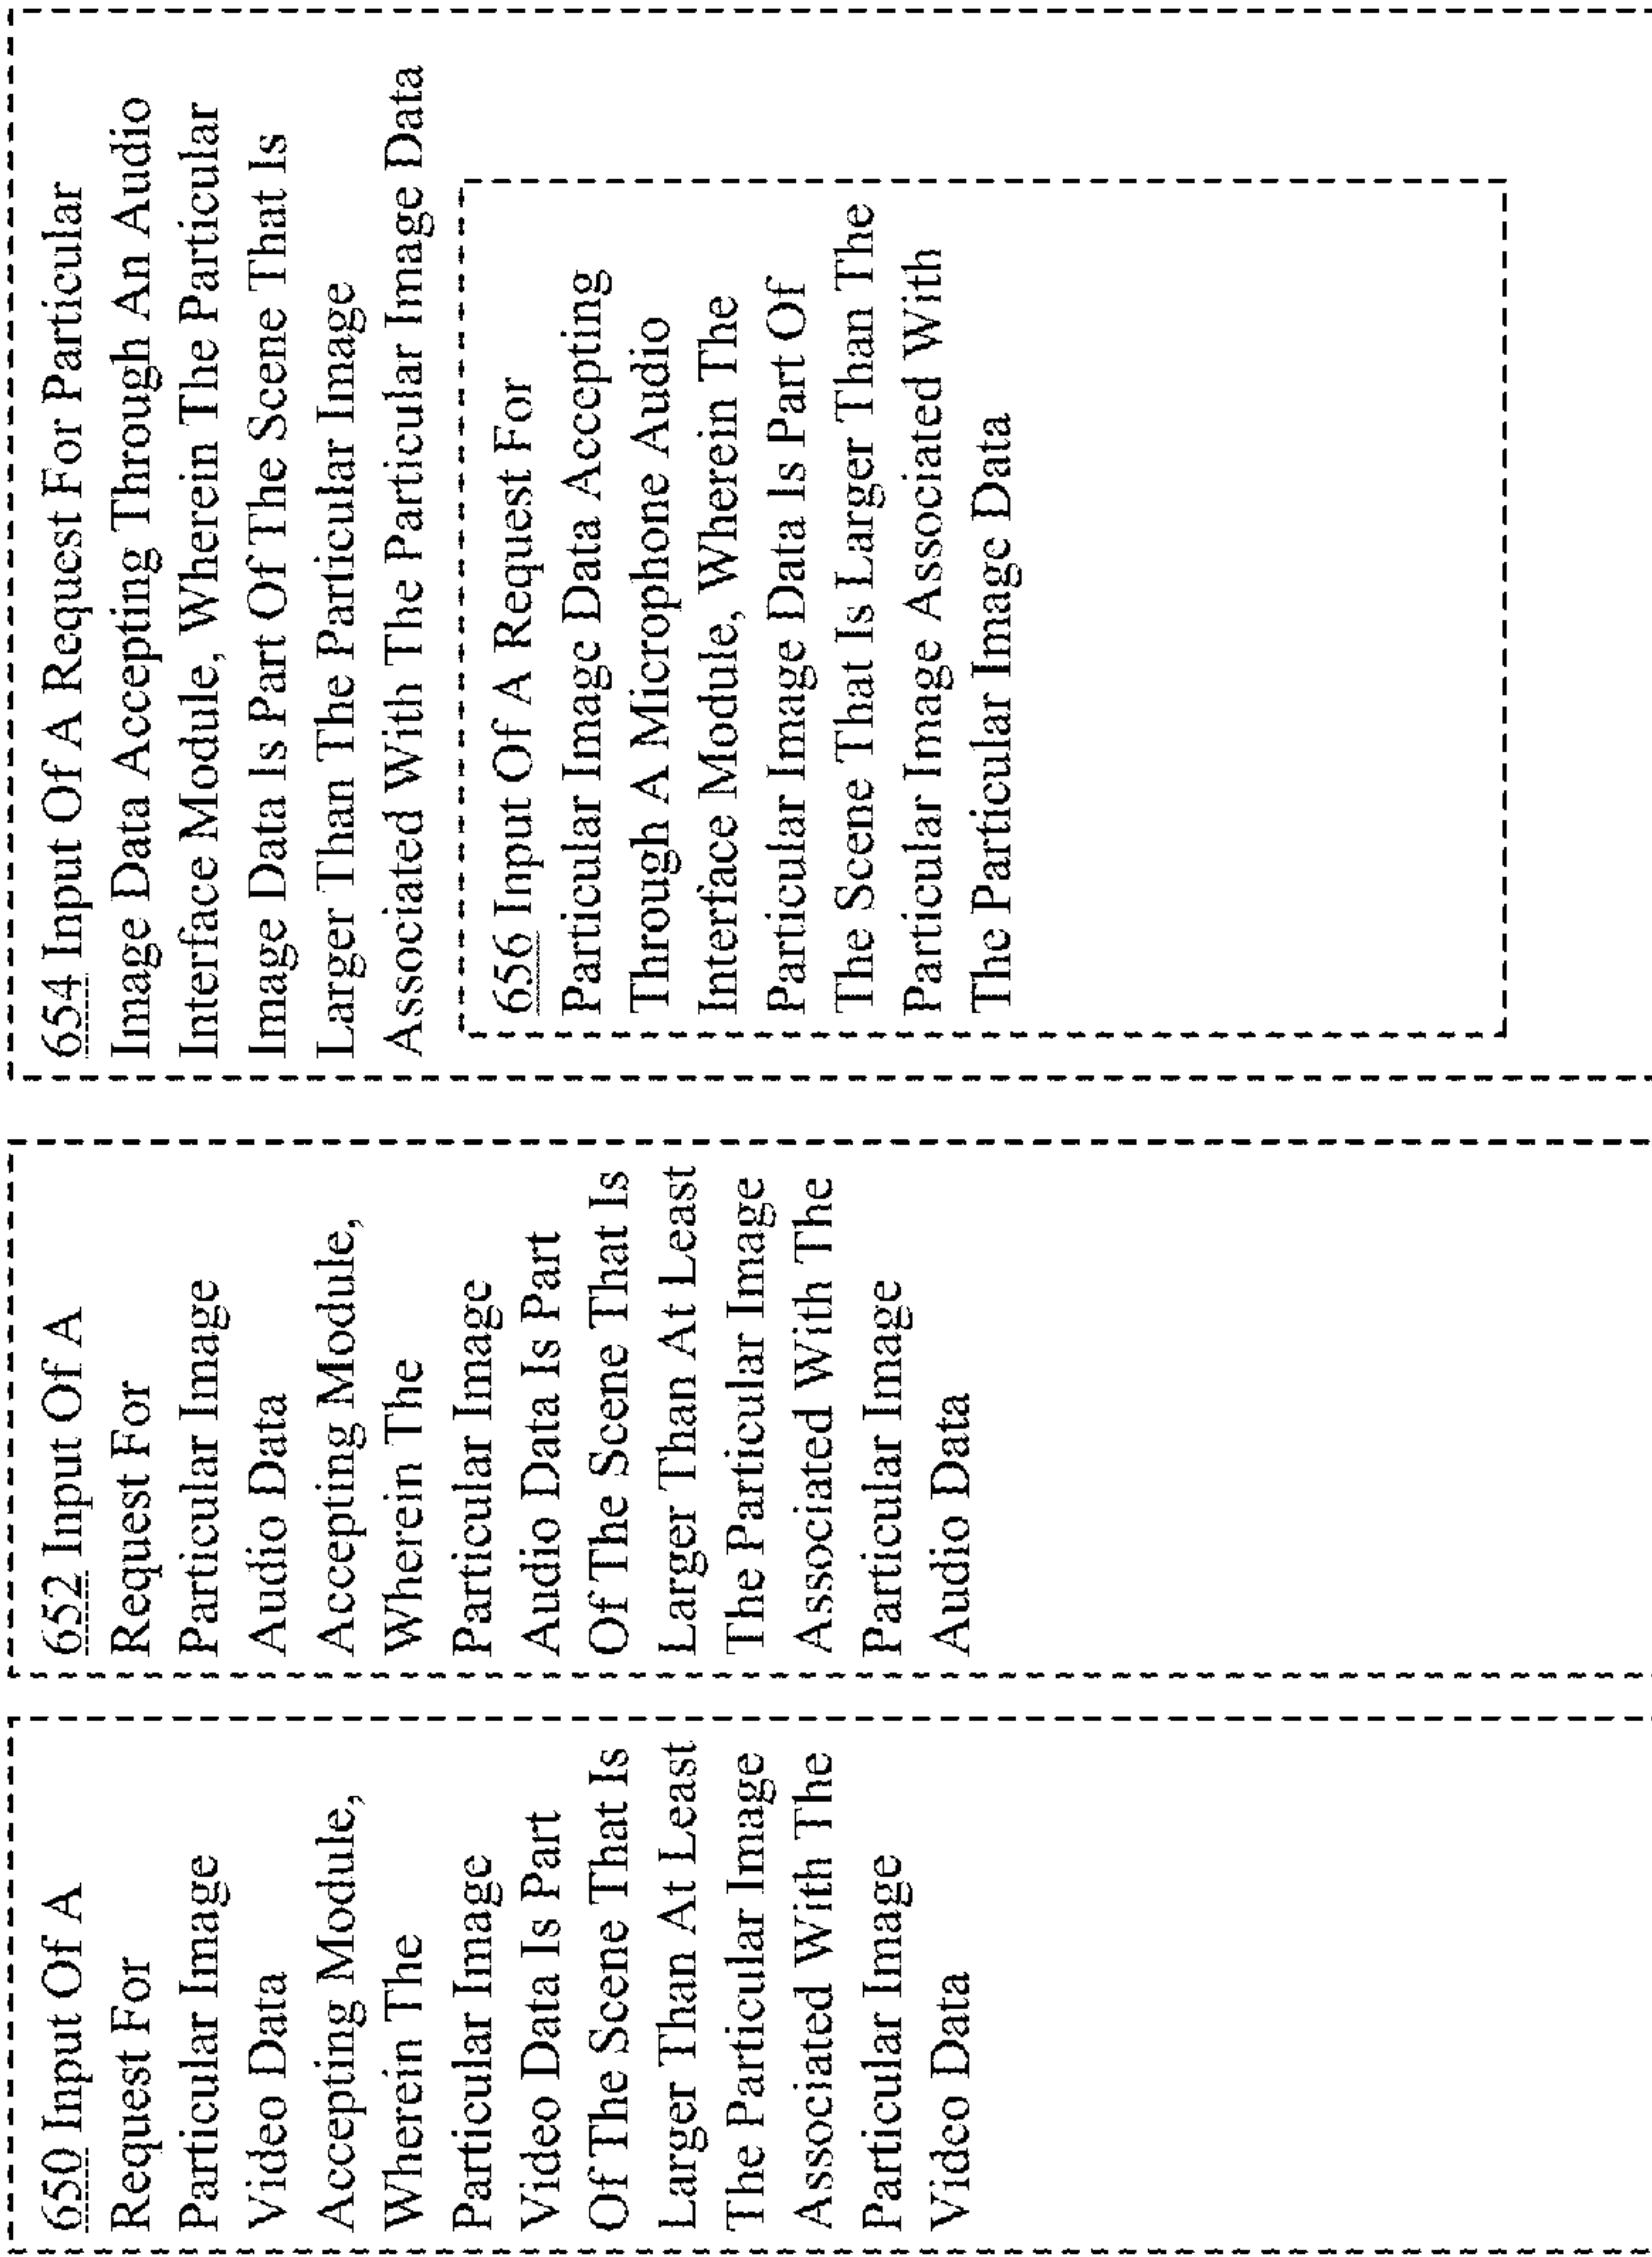 650 Input Of A
Request For
Particular Image
Video Data
Accepting Module,
Wherein The
Particular Image
Video Data Is Part
Of The Scene That Is
Larger Than At Least
The Particular Image
Associated With The
Particular Image
Video Data
652 Input Of A
Request For
Particular Image
Audio Data
Accepting Module,
Wherein The
Particular Image
Audio Data Is Part
Of The Scene That Is
Larger Than At Least
The Particular Image
Associated With The
Particular Image
Audio Data
654 Input Of A Request For Particular
Image Data Accepting Through An Audio
Interface Module, Wherein The Particular
Image Data Is Part Of The Scene That Is
Larger Than The Particular Image
Associated With The Particular Image Data
656 Input Of A Request For
Particular Image Data Accepting
Through A Microphone Audio
Interface Module, Wherein The
Particular Image Data Is Part Of
The Scene That Is Larger Than The
Particular Image Associated With
The Particular Image Data